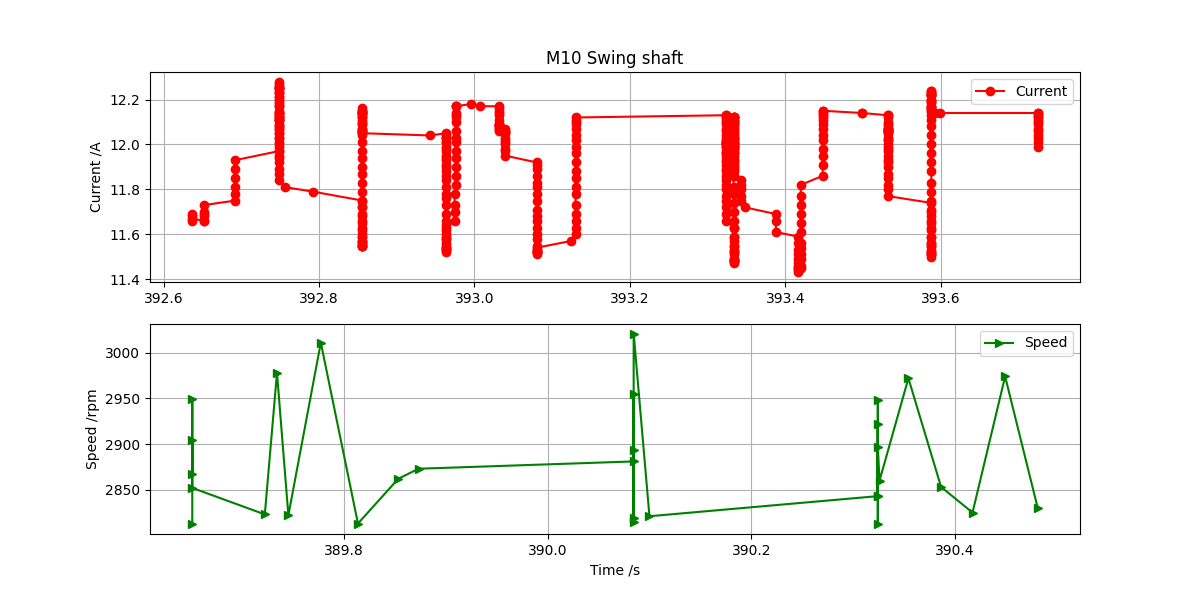 M10 Swing shaft
Current /A
12.2
12.0
11.8
11.6
11.4
Current
392.6 392.8 393.0 393.2 393.4 393.6
Speed /rpm
3000
2950
2900
2850
Speed
389.8 390.0 390.2 390.4
Time /s